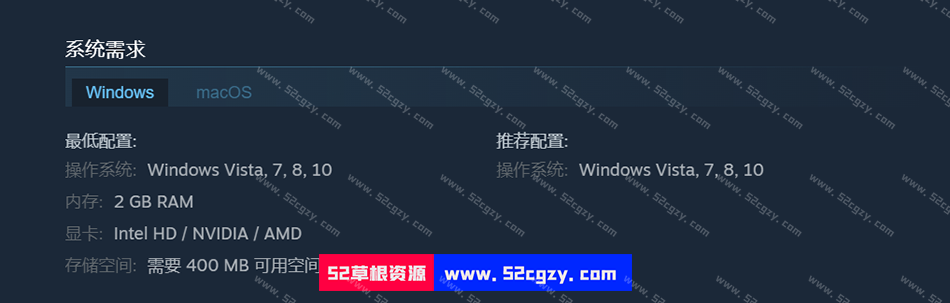 系统需求
Windows macOS
最低配置:
操作系统: Windows Vista, 7, 8, 10
内存: 2 GB RAM
显卡: Intel HD / NVIDIA / AMD
存储空间: 需要 400 MB 可用空间
推荐配置:
操作系统: Windows Vista, 7, 8, 10
52草根资源 www.52cgzy.com
www.52cgzy.com